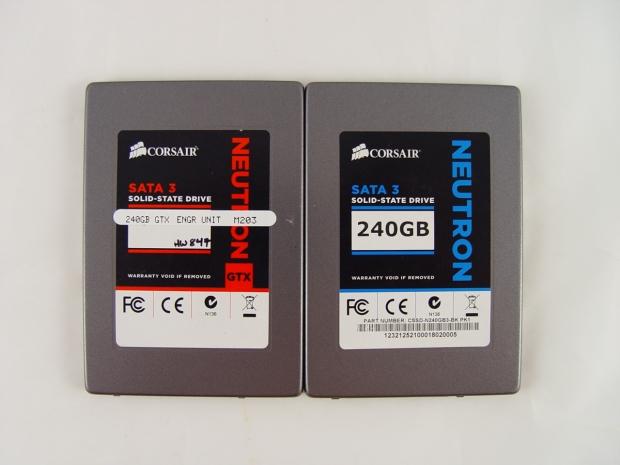 CORSAIR
SATA 3
SOLID-STATE DRIVE
240GB GTX ENGR UNIT M203
HW844
WARRANTY VOID IF REMOVED
NEUTRON
GTX
FC CE N136
CORSAIR
SATA 3
SOLID-STATE DRIVE
240GB
WARRANTY VOID IF REMOVED
NEUTRON
FC CE N136
PART NUMBER: CSSD-N240GB3-BK PK1
12321252100018020005